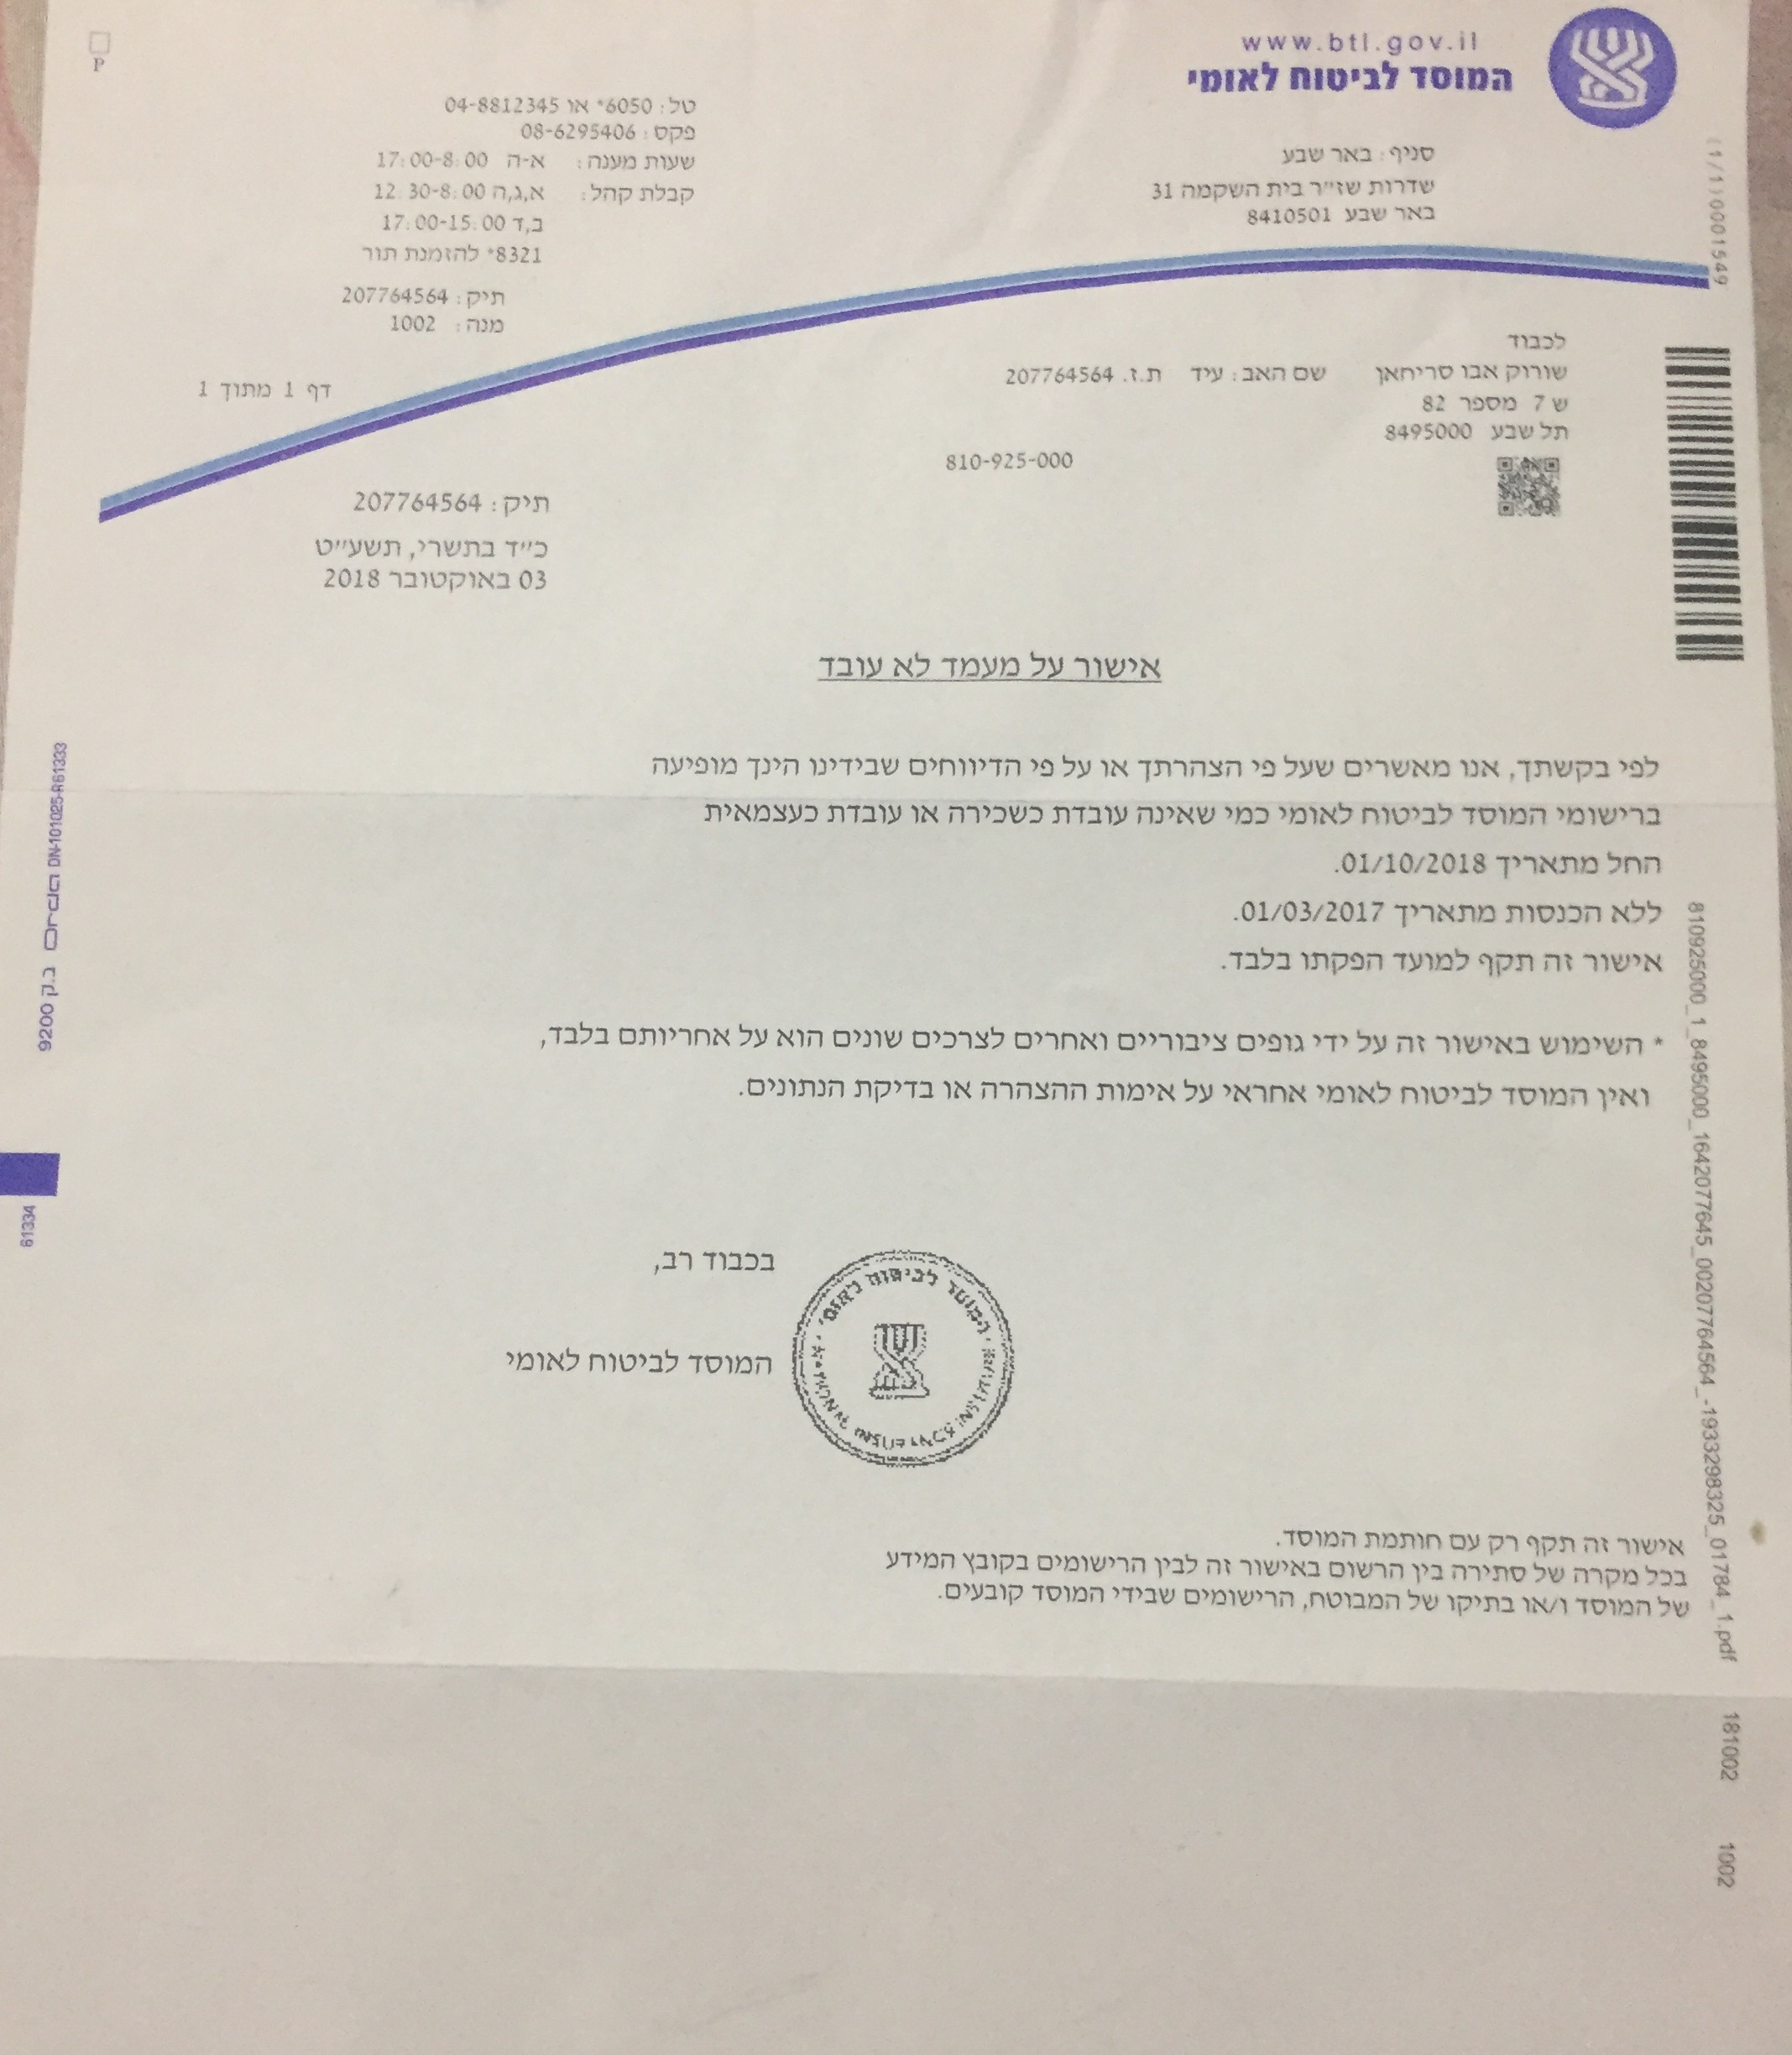 www.btl.gov.il
המוסד לביטוח לאומי
סניף: באר שבע
שדרות שז"ר בית השקמה 31
באר שבע 8410501
P
טל: 6050* או 04-8812345
פקס: 08-6295406
שעות מענה: א-ה 17:00-8:00
קבלת קהל: א,ג,ה 12:30-8:00
ב,ד 17:00-15:00
8321* להזמנת תור
תיק: 207764564
מנה: 1002
דף 1 מתוך 1
(1/1)0001549
לכבוד
שורוק אבו סריחאן שם האב: עיד ת.ז. 207764564
ש 7 מספר 82
תל שבע 8495000
810-925-000
תיק: 207764564
כ"ד בתשרי, תשע"ט
03 באוקטובר 2018
אישור על מעמד לא עובד
לפי בקשתך, אנו מאשרים שעל פי הצהרתך או על פי הדיווחים שבידינו הינך מופיעה
ברישומי המוסד לביטוח לאומי כמי שאינה עובדת כשכירה או עובדת כעצמאית
החל מתאריך 01/10/2018.
ללא הכנסות מתאריך 01/03/2017.
אישור זה תקף למועד הפקתו בלבד.
* השימוש באישור זה על ידי גופים ציבוריים ואחרים לצרכים שונים הוא על אחריותם בלבד,
ואין המוסד לביטוח לאומי אחראי על אימות ההצהרה או בדיקת הנתונים.
בכבוד רב,
המוסד לביטוח לאומי
המוסד לביטוח לאומי
אישור זה תקף רק עם חותמת המוסד.
בכל מקרה של סתירה בין הרשום באישור זה לבין הרישומים בקובץ המידע
של המוסד ו/או בתיקו של המבוטח, הרישומים שבידי המוסד קובעים.
810925000_1_8495000_1642077645_00207764564_-1933298325_01784_1.pdf 181002 1002
ב.ק 9200 DN-101025-R61333
61334